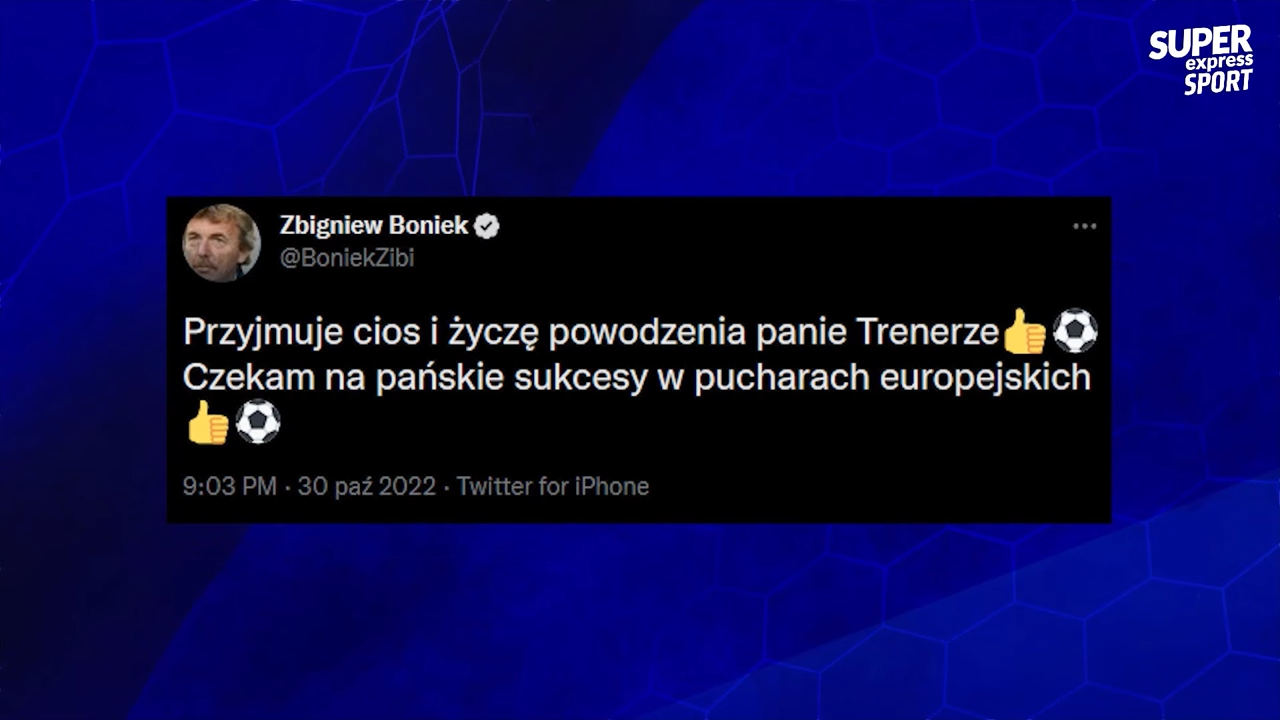 SUPER
express
SPORT
Zbigniew Boniek
@BoniekZibi
Przyjmuje cios i życzę powodzenia panie Trenerze👍⚽
Czekam na pańskie sukcesy w pucharach europejskich
👍⚽
9:03 PM · 30 paź 2022 · Twitter for iPhone